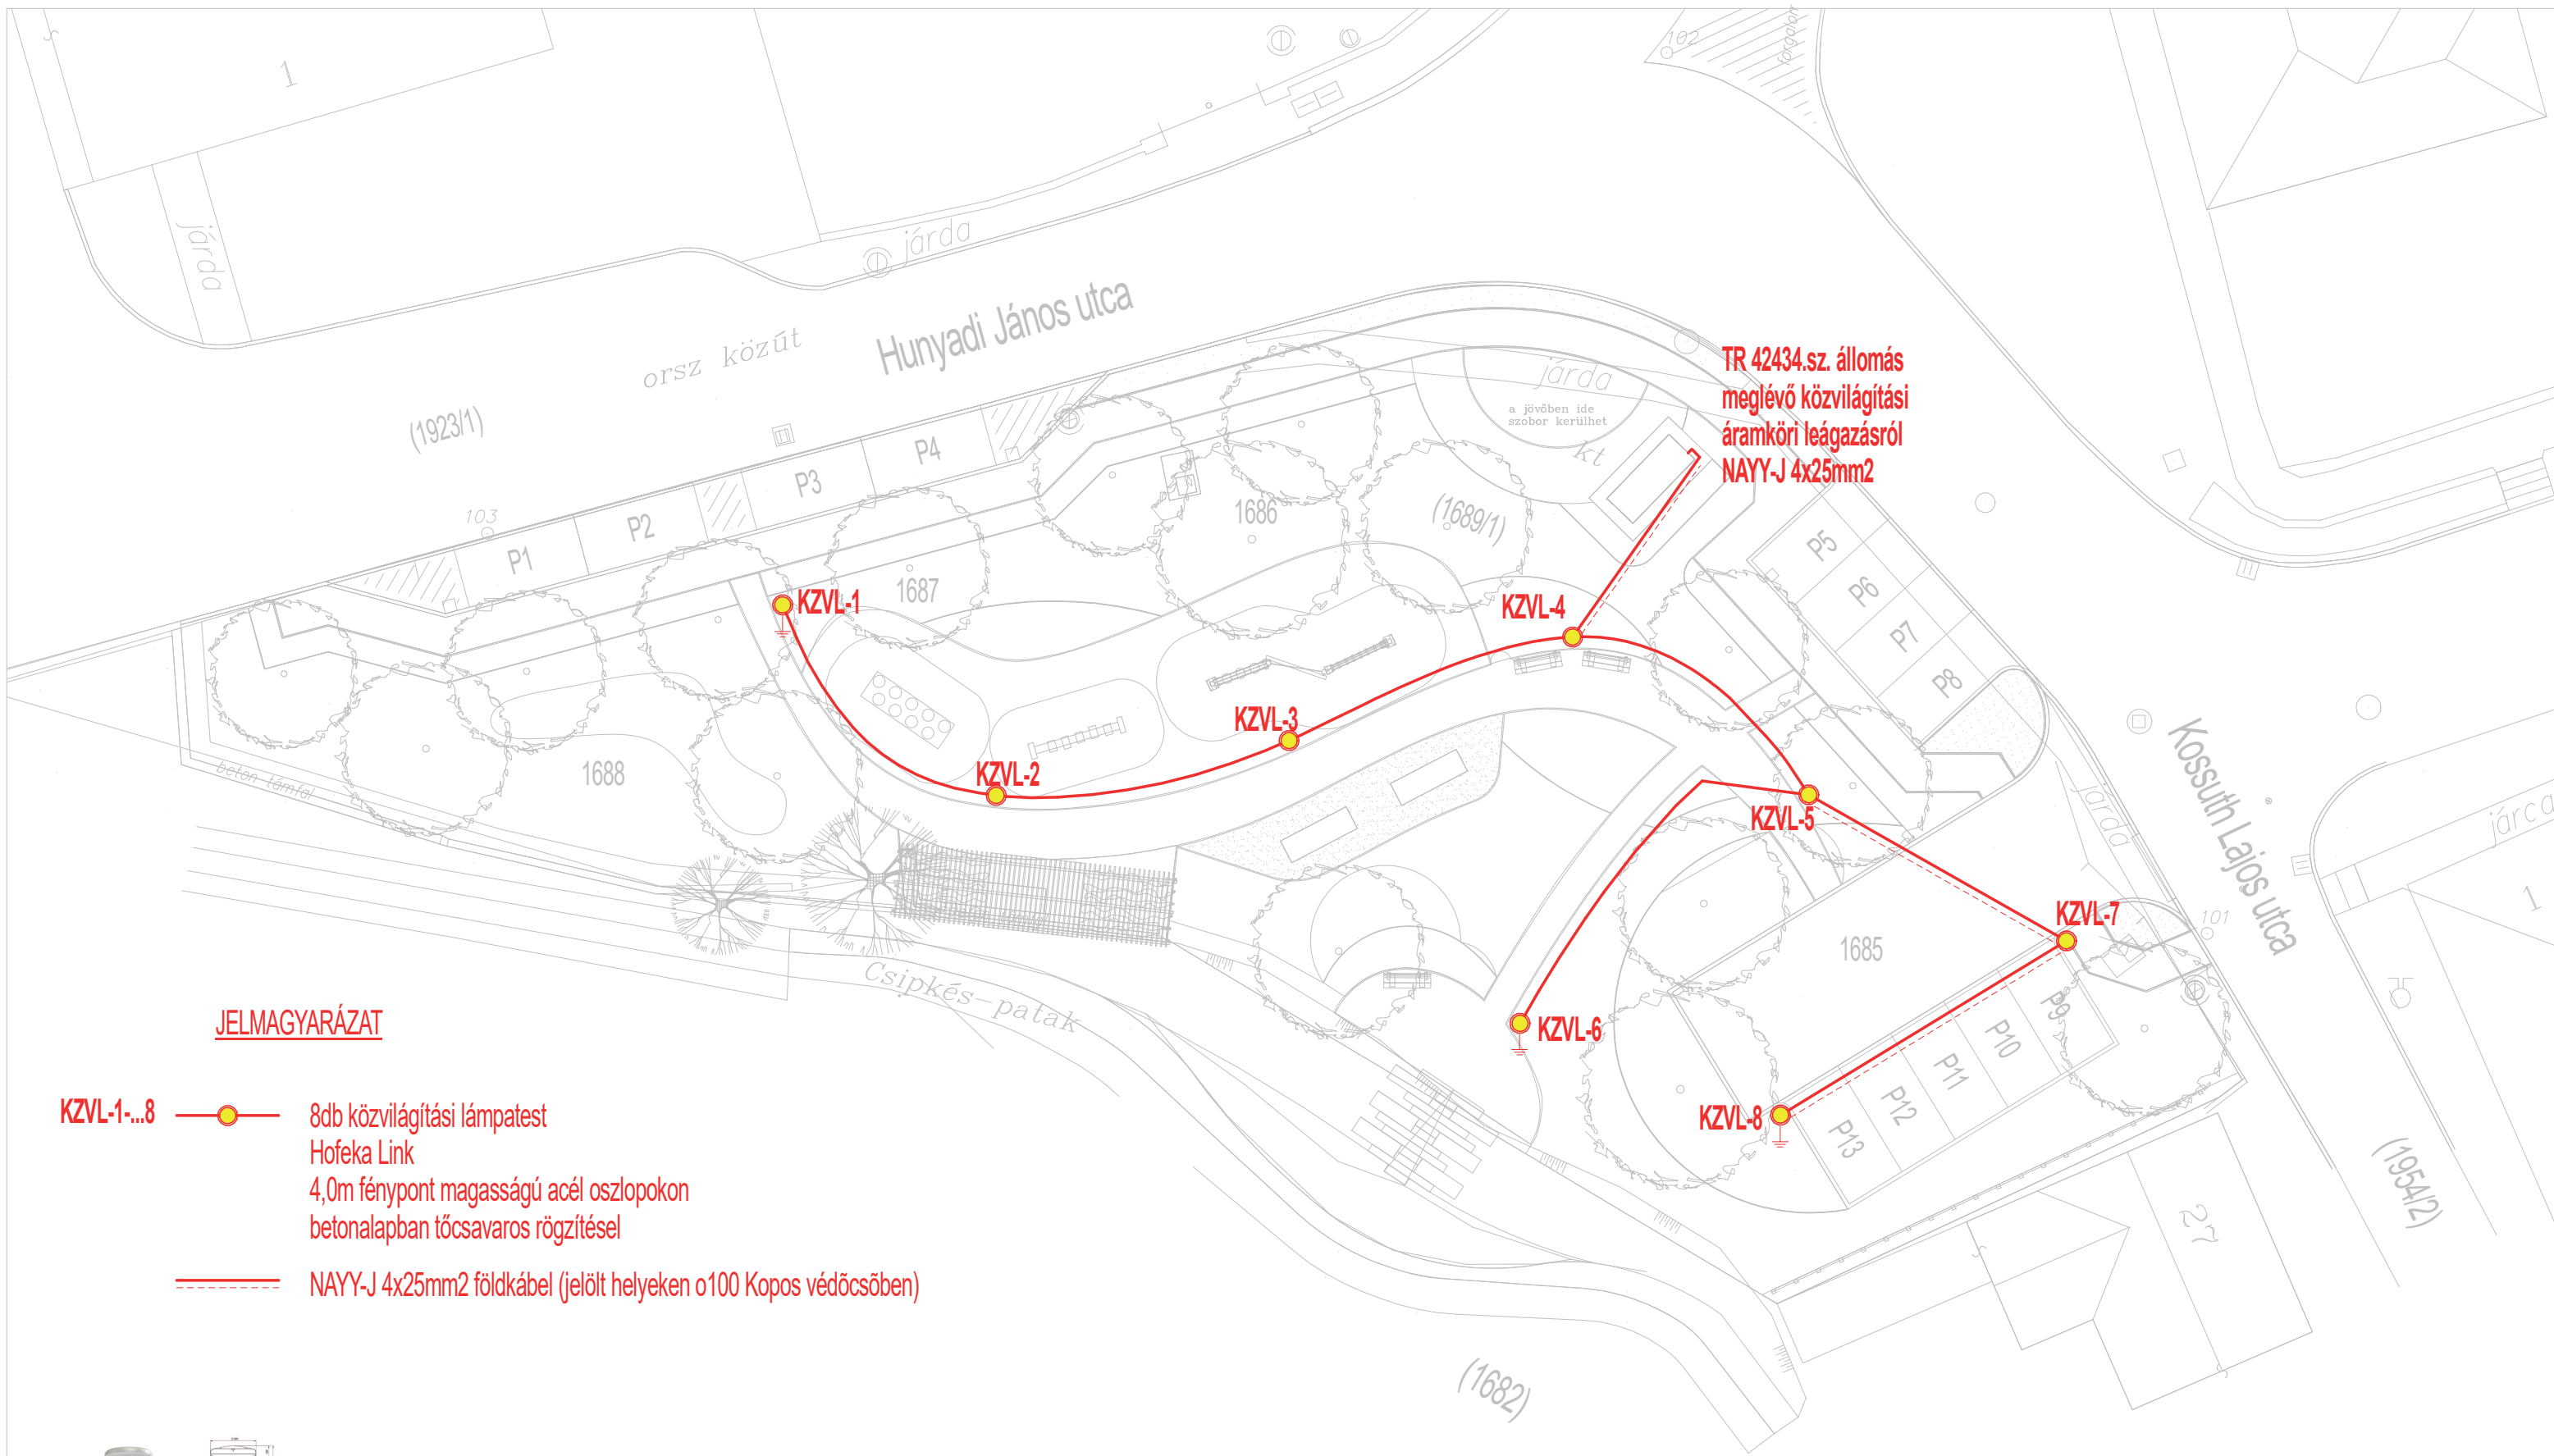 1
102
járda
járda
Hunyadi János utca
orsz közút
(1923/1)
TR 42434.sz. állomás
meglévő közvilágítási
áramköri leágazásról
NAYY-J 4x25mm2
járda
a jövőben ide
szobor kerülhet
kt
P4
P3
P2
P1
103
1686
(1689/1)
1687
P5
P6
P7
P8
KZVL-1
KZVL-4
KZVL-3
KZVL-2
1688
beton támfal
KZVL-5
Kossuth Lajos utca
járda
1
KZVL-7
101
1685
Csipkés-patak
P9
P10
P11
P12
P13
KZVL-6
KZVL-8
JELMAGYARÁZAT
KZVL-1-...8
8db közvilágítási lámpatest
Hofeka Link
4,0m fénypont magasságú acél oszlopokon
betonalapban tőcsavaros rögzítésel
NAYY-J 4x25mm2 földkábel (jelölt helyeken o100 Kopos védõcsõben)
27
(1954/2)
(1682)